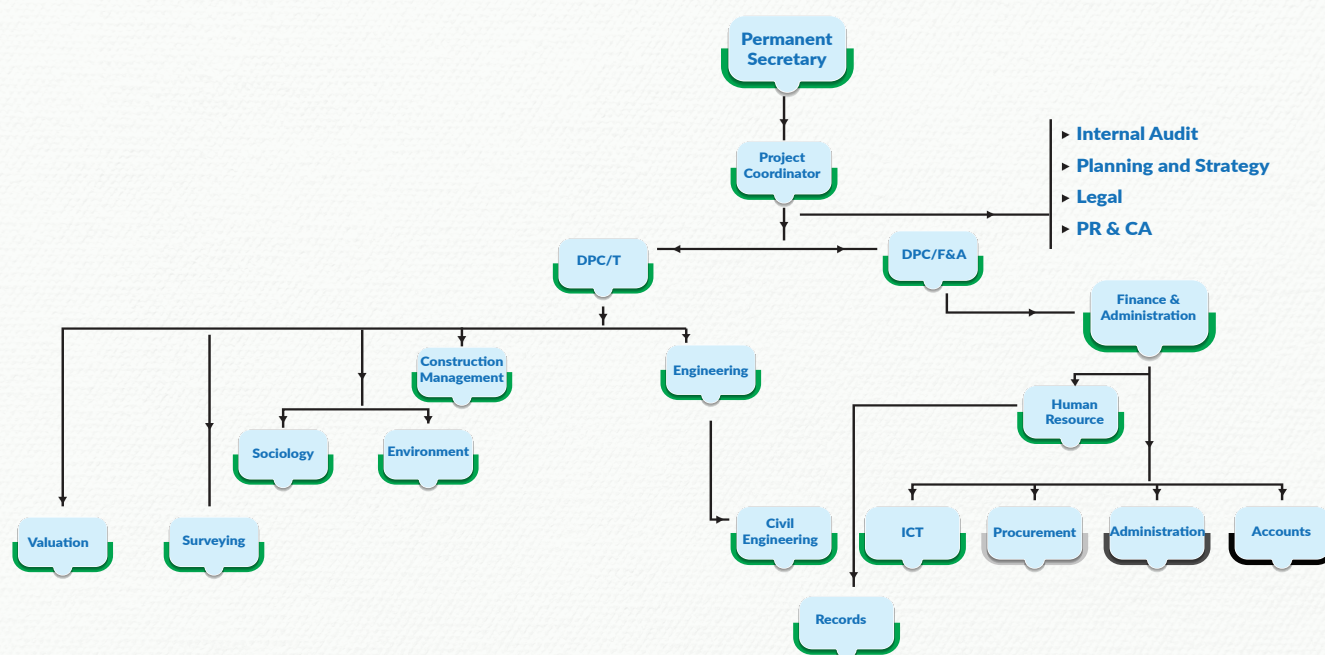 Permanent
Secretary
Project
Coordinator
Internal Audit
Planning and Strategy
Legal
PR & CA
DPC/T
DPC/F&A
Finance &
Administration
Construction
Management
Engineering
Human
Resource
Sociology
Environment
Valuation
Surveying
Civil
Engineering
ICT
Procurement
Administration
Accounts
Records